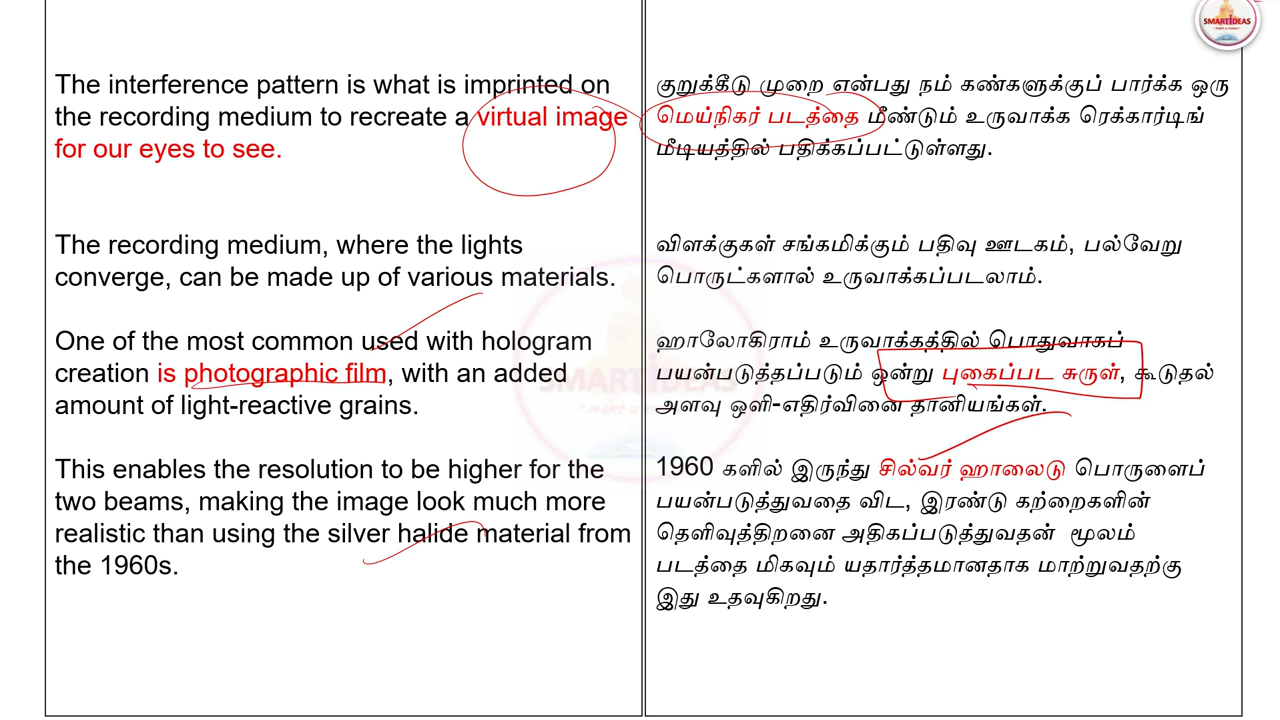 SMARTIDEAS
The interference pattern is what is imprinted on
the recording medium to recreate a virtual image
for our eyes to see.
The recording medium, where the lights
converge, can be made up of various materials.
One of the most common used with hologram
creation is photographic film, with an added
amount of light-reactive grains.
This enables the resolution to be higher for the
two beams, making the image look much more
realistic than using the silver halide material from
the 1960s.
குறுக்கீடு முறை என்பது நம் கண்களுக்குப் பார்க்க ஒரு
மெய்நிகர் படத்தை மீண்டும் உருவாக்க ரெக்கார்டிங்
மீடியத்தில் பதிக்கப்பட்டுள்ளது.
விளக்குகள் சங்கமிக்கும் பதிவு ஊடகம், பல்வேறு
பொருட்களால் உருவாக்கப்படலாம்.
ஹாலோகிராம் உருவாக்கத்தில் பொதுவாகப்
பயன்படுத்தப்படும் ஒன்று புகைப்பட சுருள், கூடுதல்
அளவு ஒளி-எதிர்வினை தானியங்கள்.
1960 களில் இருந்து சில்வர் ஹாலைடு பொருளைப்
பயன்படுத்துவதை விட, இரண்டு கற்றைகளின்
தெளிவுத்திறனை அதிகப்படுத்துவதன் மூலம்
படத்தை மிகவும் யதார்த்தமானதாக மாற்றுவதற்கு
இது உதவுகிறது.
SMARTIDEAS